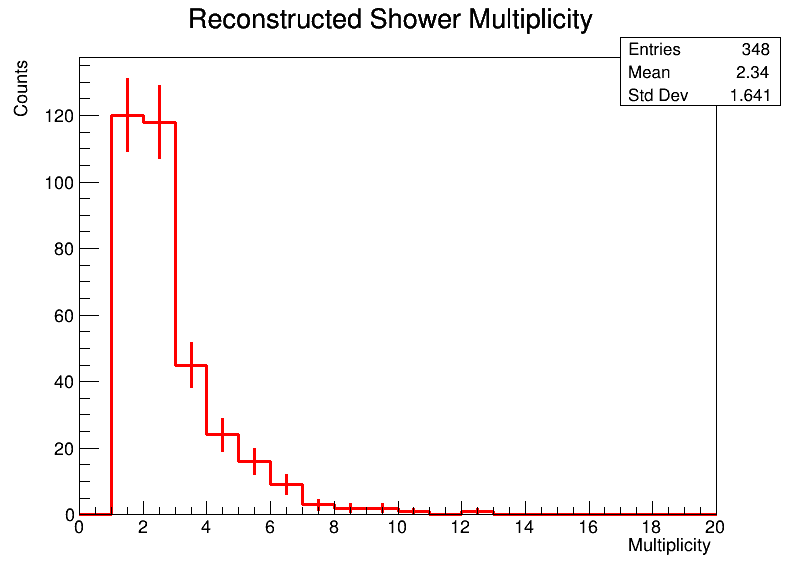 Reconstructed Shower Multiplicity
Entries 348
Mean 2.34
Std Dev 1.641
Counts
120
100
80
60
40
20
0
0 2 4 6 8 10 12 14 16 18 20
Multiplicity